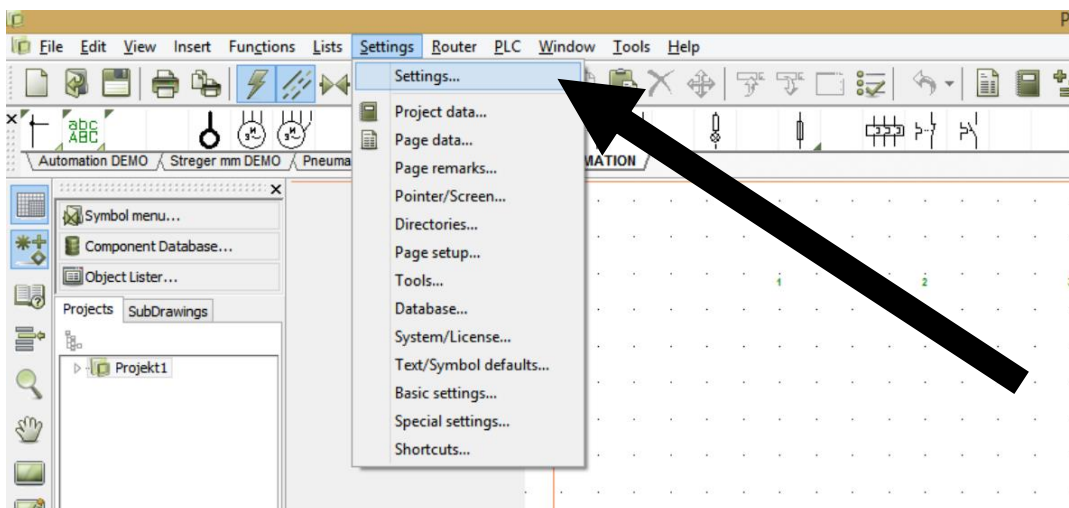 P
File Edit View Insert Functions Lists Settings Router PLC Window Tools Help
Settings...
Project data...
Page data...
Page remarks...
Pointer/Screen...
Directories...
Page setup...
Tools...
Database...
System/License...
Text/Symbol defaults...
Basic settings...
Special settings...
Shortcuts...
abc
ABC
Automation DEMO Streger mm DEMO Pneuma
MATION
Symbol menu...
Component Database...
Object Lister...
Projects SubDrawings
Projekt1
1 2